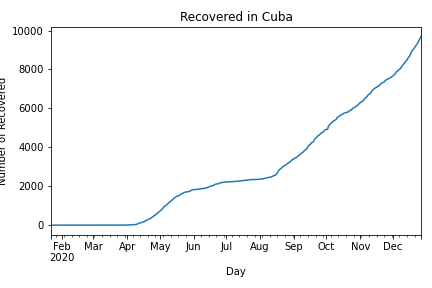 Recovered in Cuba
Number of Recovered
10000
8000
6000
4000
2000
0
Feb Mar Apr May Jun Jul Aug Sep Oct Nov Dec
2020
Day